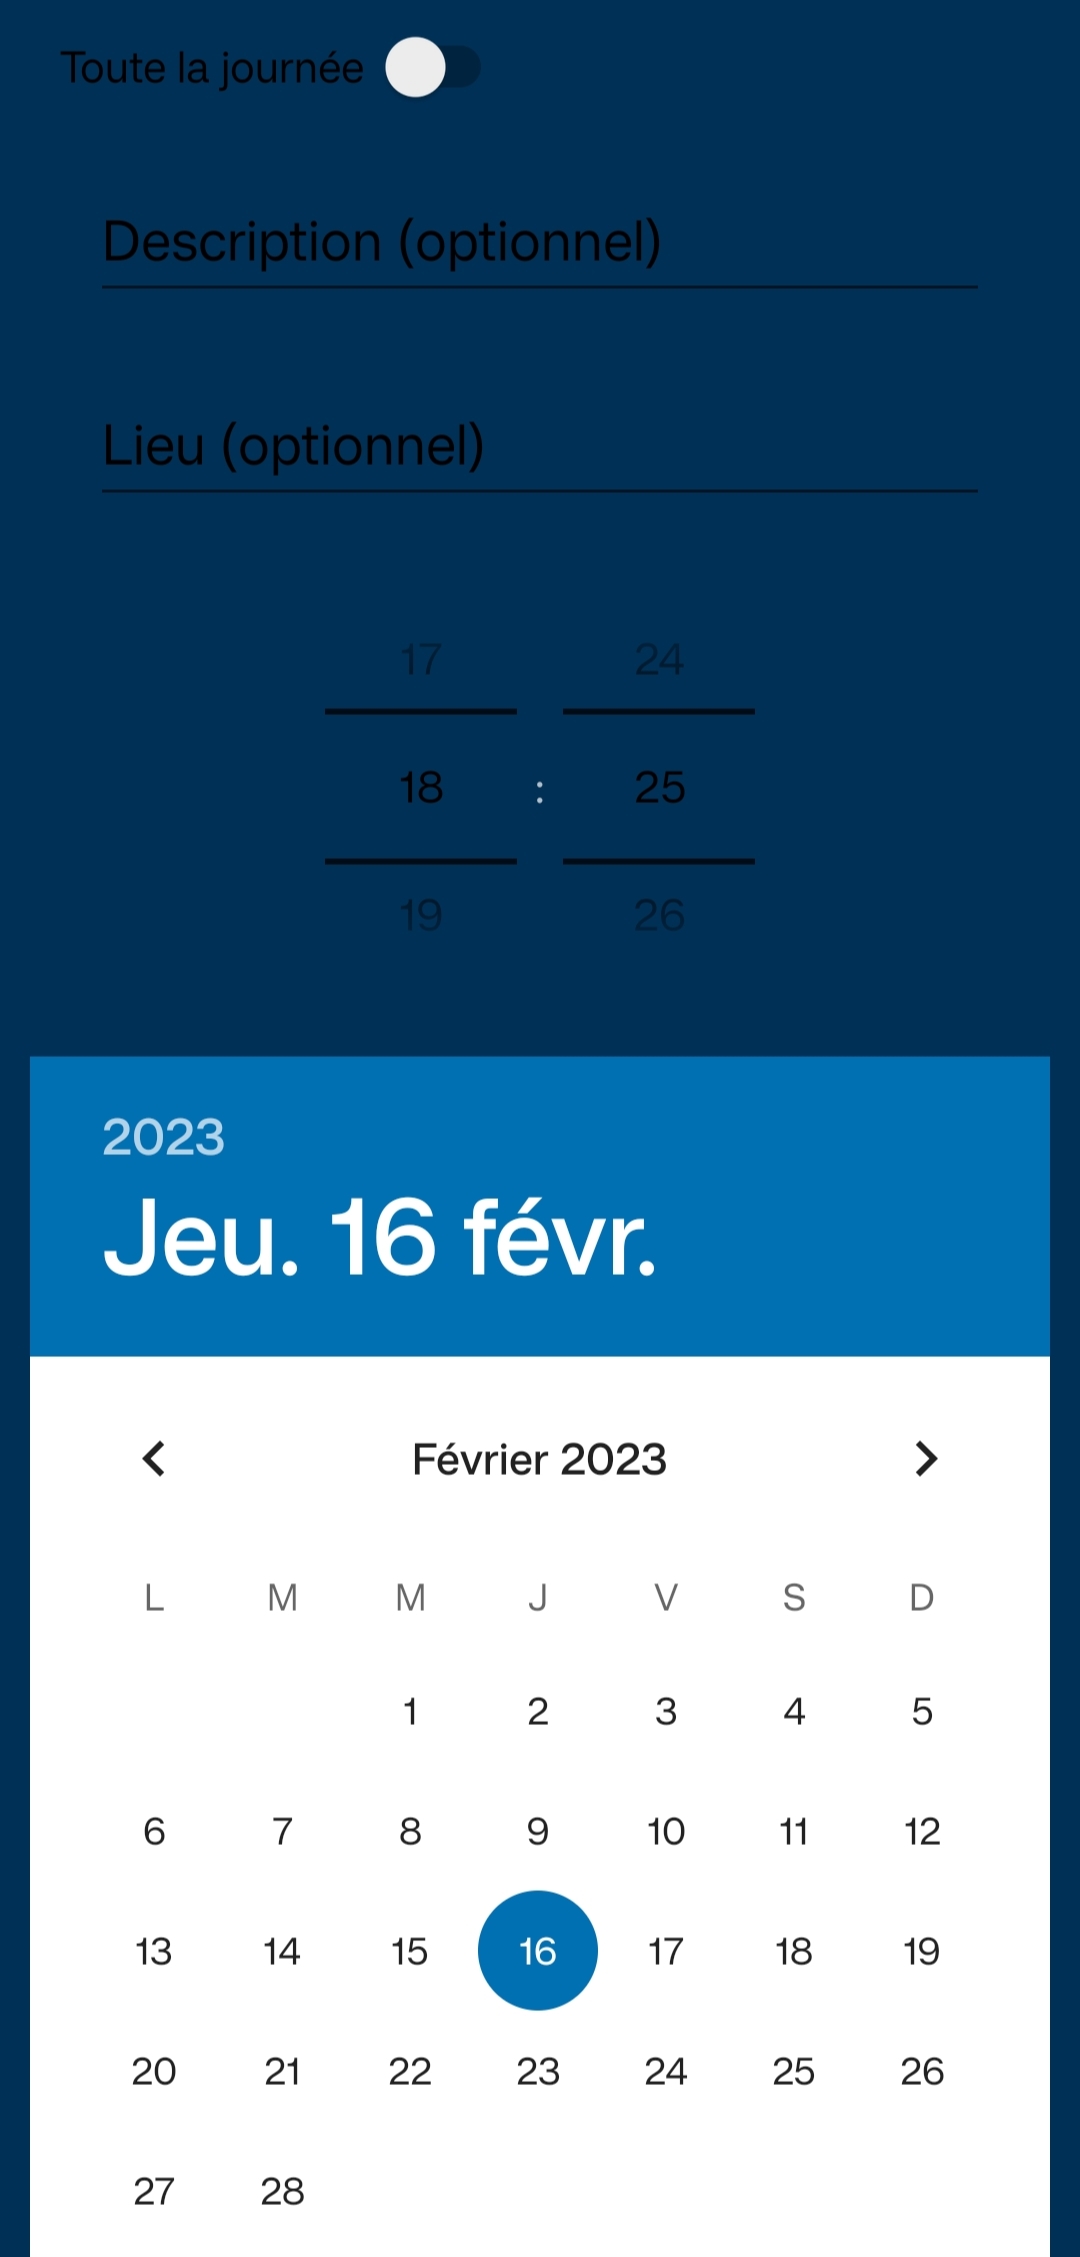 Toute la journée
Description (optionnel)
Lieu (optionnel)
17 24
18 : 25
19 26
2023
Jeu. 16 févr.
Février 2023
L M M J V S D
1 2 3 4 5
6 7 8 9 10 11 12
13 14 15 16 17 18 19
20 21 22 23 24 25 26
27 28